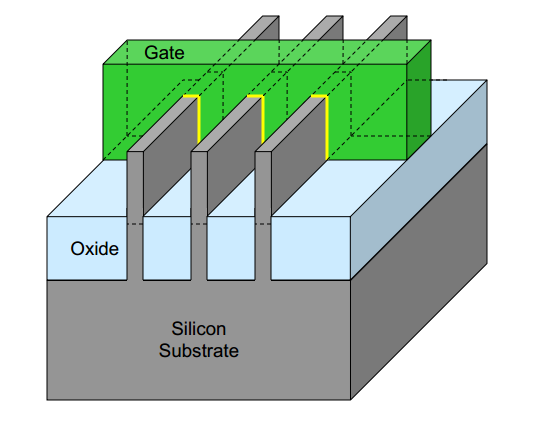 Gate
Oxide
Silicon
Substrate